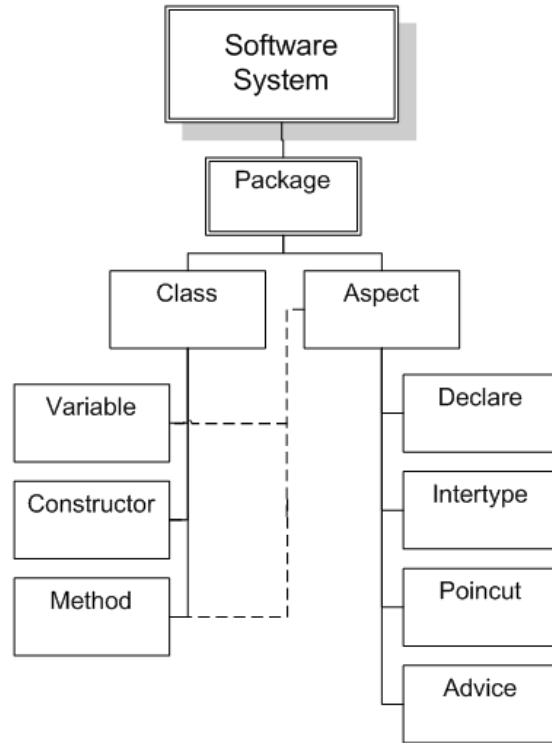 Software
System
Package
Class
Aspect
Variable
Constructor
Method
Declare
Intertype
Poincut
Advice